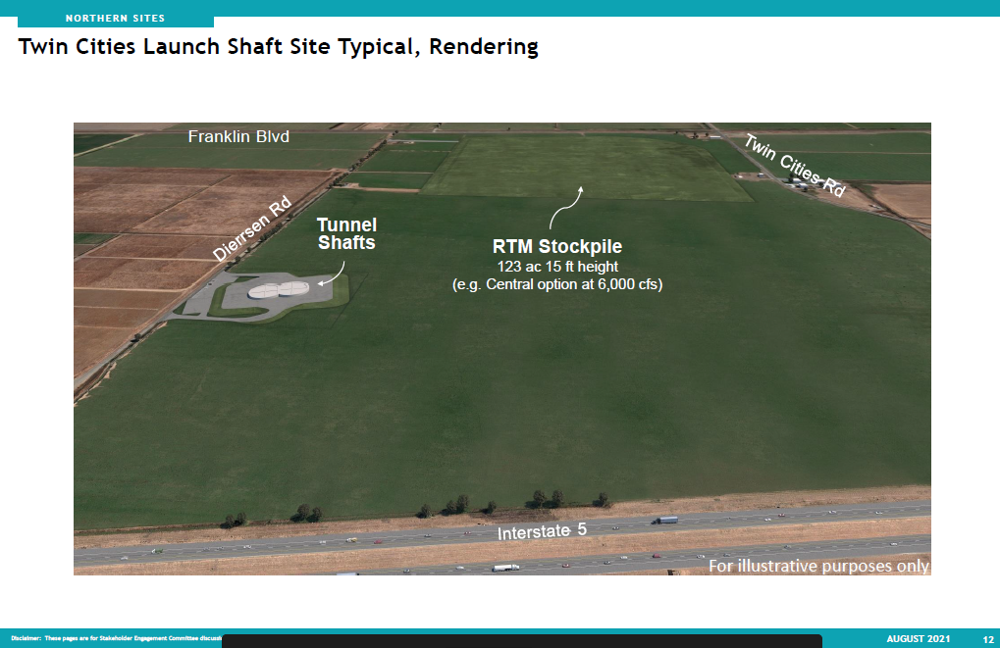 NORTHERN SITES
Twin Cities Launch Shaft Site Typical, Rendering
Franklin Blvd
Twin Cities Rd
Dierrsen Rd
Tunnel
Shafts
RTM Stockpile
123 ac 15 ft height
(e.g. Central option at 6,000 cfs)
Interstate 5
For illustrative purposes only
Disclaimer: These pages are for Stakeholder Engagement Committee
AUGUST 2021 12